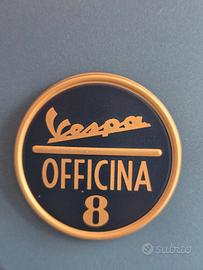 Vespa
OFFICINA
8
subito